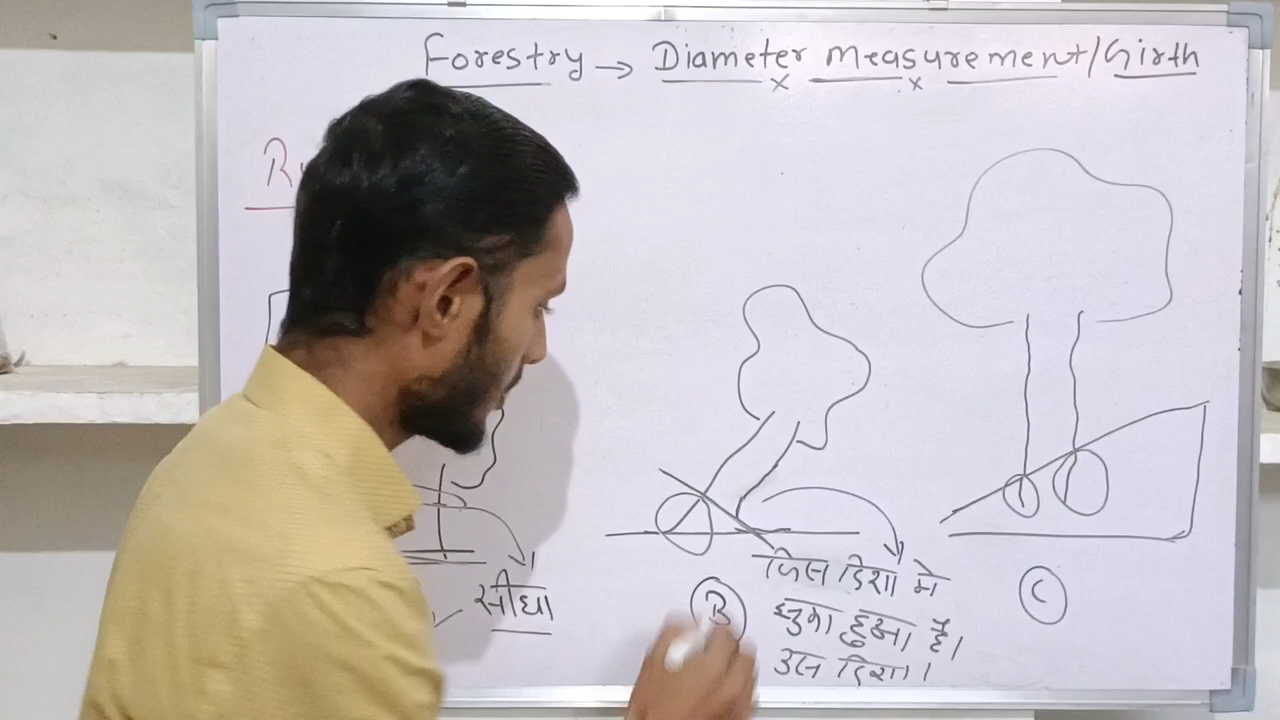 Forestry → Diameter Measurement/Girth
सीधा
B
जिस दिशा मे
झुका हुआ है।
उस दिशा।
C